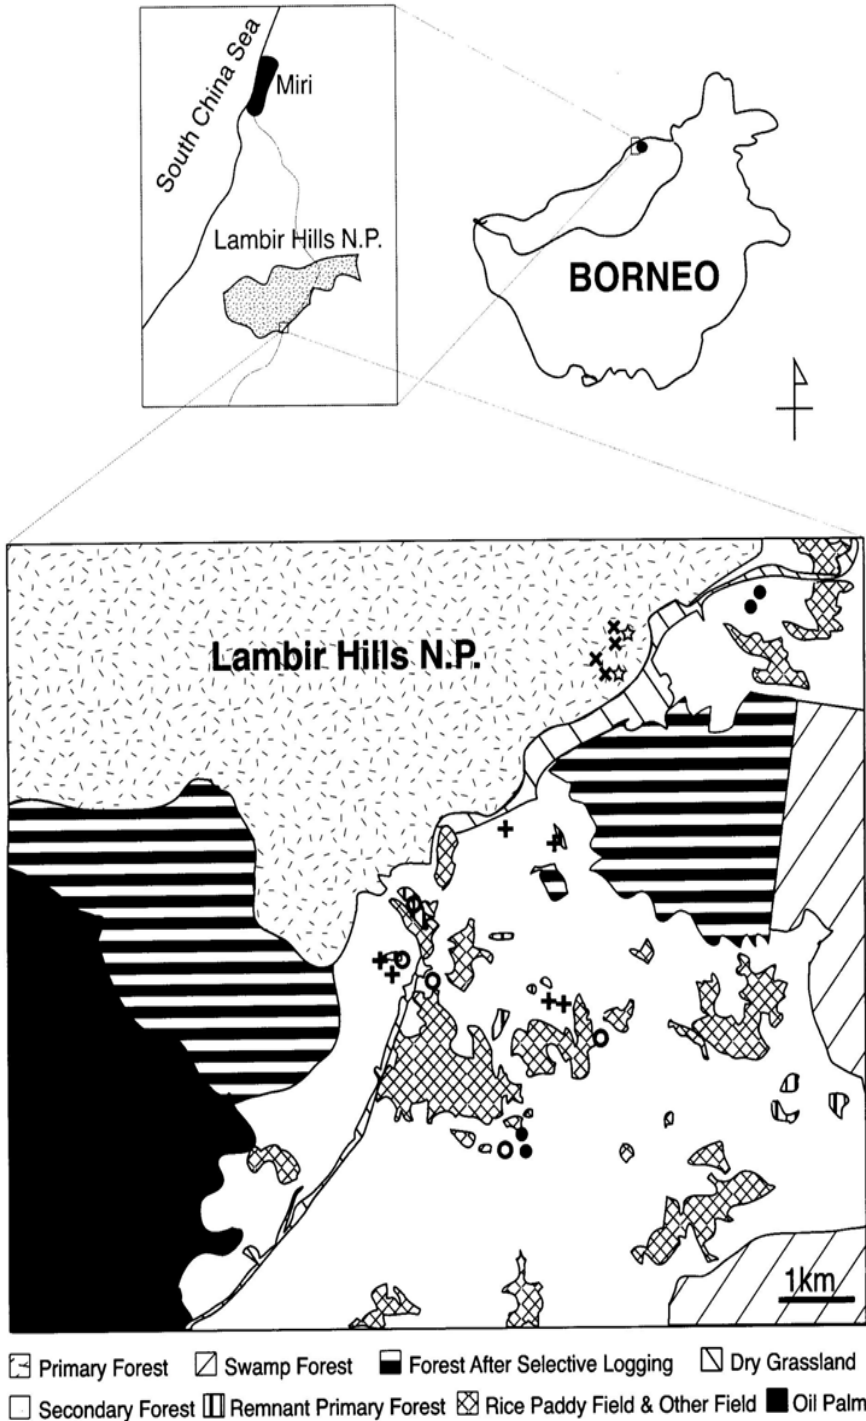 South China Sea
Miri
Lambir Hills N.P.
BORNEO
Lambir Hills N.P.
1km
Primary Forest Swamp Forest Forest After Selective Logging Dry Grassland
Secondary Forest Remnant Primary Forest Rice Paddy Field & Other Field Oil Palm